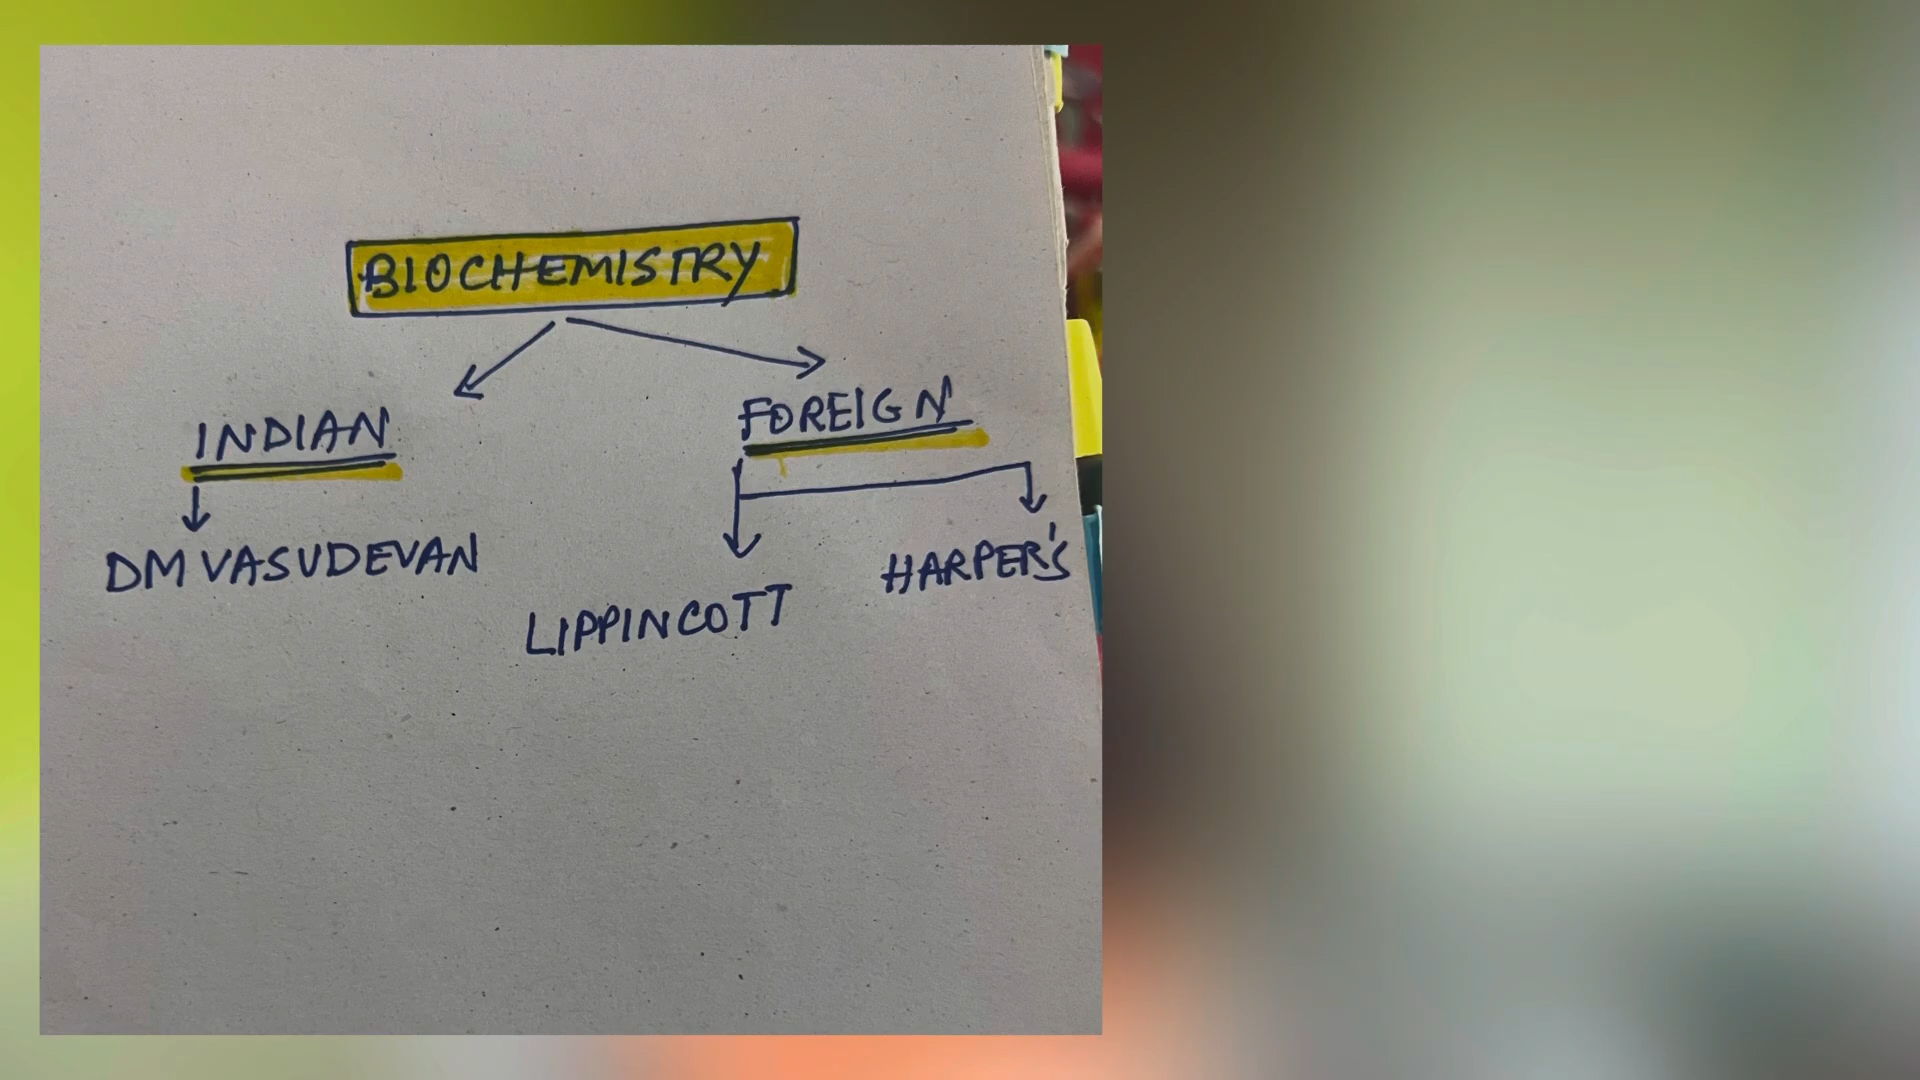 BIOCHEMISTRY
INDIAN
FOREIGN
DM VASUDEVAN
LIPPINCOTT
HARPER'S